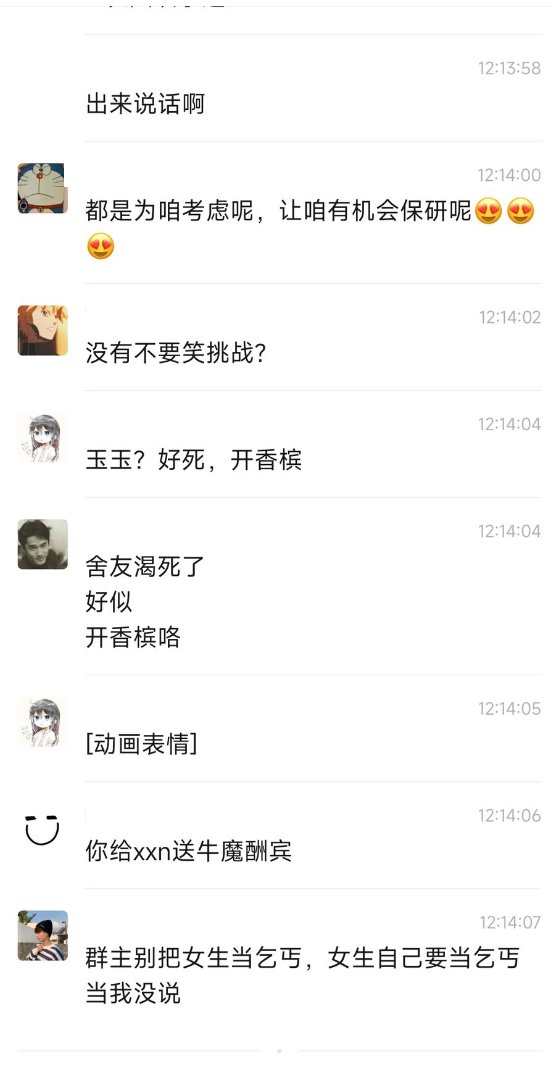 12:13:58
出来说话啊
12:14:00
都是为咱考虑呢，让咱有机会保研呢😍😍
😍
12:14:02
没有不要笑挑战？
12:14:04
玉玉？好死，开香槟
12:14:04
舍友渴死了
好似
开香槟咯
12:14:05
[动画表情]
12:14:06
你给xxn送牛魔酬宾
12:14:07
群主别把女生当乞丐，女生自己要当乞丐
当我没说